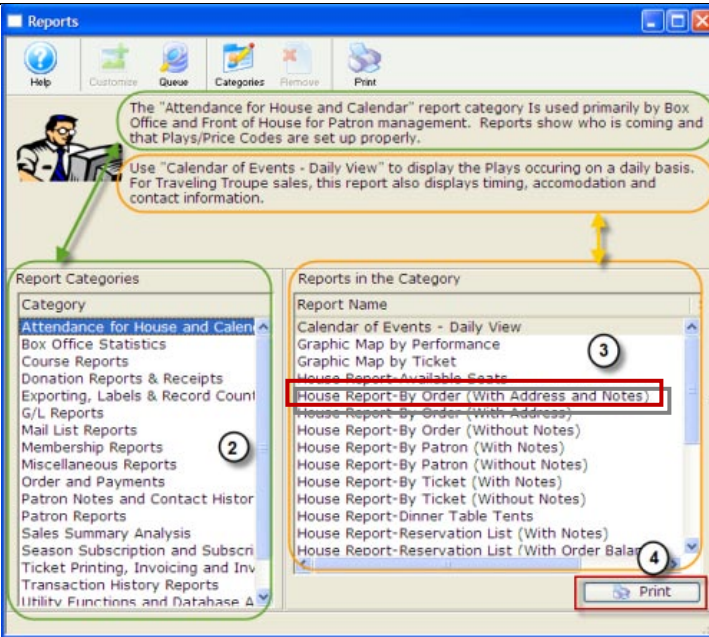 Reports
Help Customize Queue Categories Remove Print
The "Attendance for House and Calendar" report category Is used primarily by Box
Office and Front of House for Patron management. Reports show who is coming and
that Plays/Price Codes are set up properly.
Use "Calendar of Events - Daily View" to display the Plays occuring on a daily basis.
For Traveling Troupe sales, this report also displays timing, accomodation and
contact information.
Report Categories
Category
Attendance for House and Calen
Box Office Statistics
Course Reports
Donation Reports & Receipts
Exporting, Labels & Record Count
G/L Reports
Mail List Reports
Membership Reports
Miscellaneous Reports
Order and Payments
Patron Notes and Contact Histor
Patron Reports
Sales Summary Analysis
Season Subscription and Subscri
Ticket Printing, Invoicing and Inv
Transaction History Reports
Utility Functions and Database A
2
Reports in the Category
Report Name
Calendar of Events - Daily View
Graphic Map by Performance
Graphic Map by Ticket
House Report-Available Seats
House Report-By Order (With Address and Notes)
House Report-By Order (With Address)
House Report-By Order (Without Notes)
House Report-By Patron (With Notes)
House Report-By Patron (Without Notes)
House Report-By Ticket (With Notes)
House Report-By Ticket (Without Notes)
House Report-Dinner Table Tents
House Report-Reservation List (With Notes)
House Report-Reservation List (With Order Balan
3
4
Print